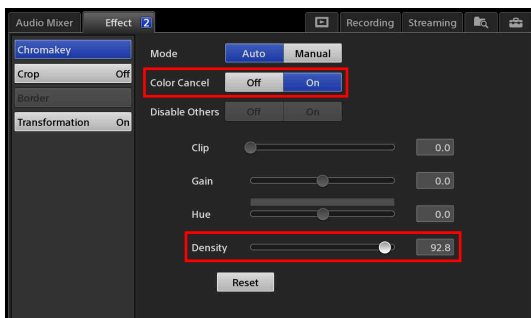 Audio Mixer Effect 2 Recording Streaming
Chromakey
Crop Off
Border
Transformation On
Mode Auto Manual
Color Cancel Off On
Disable Others Off On
Clip 0.0
Gain 0.0
Hue 0.0
Density 92.8
Reset